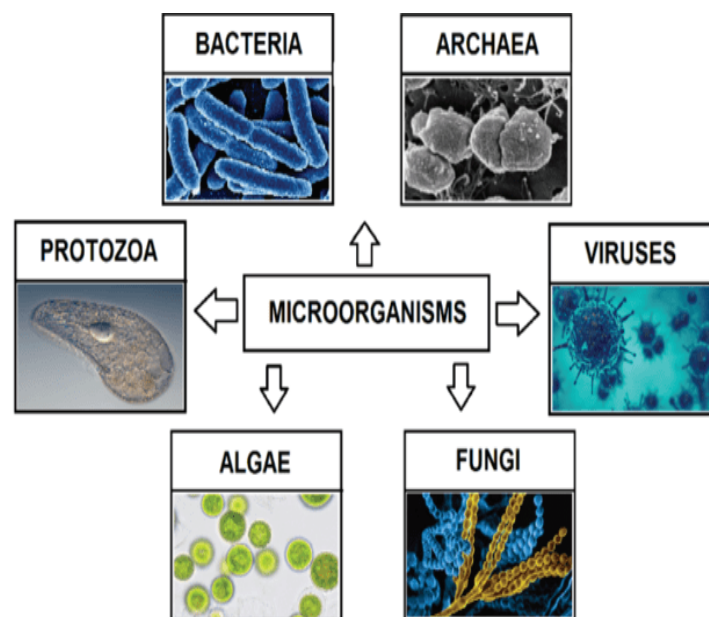 BACTERIA
ARCHAEA
PROTOZOA
MICROORGANISMS
VIRUSES
ALGAE
FUNGI